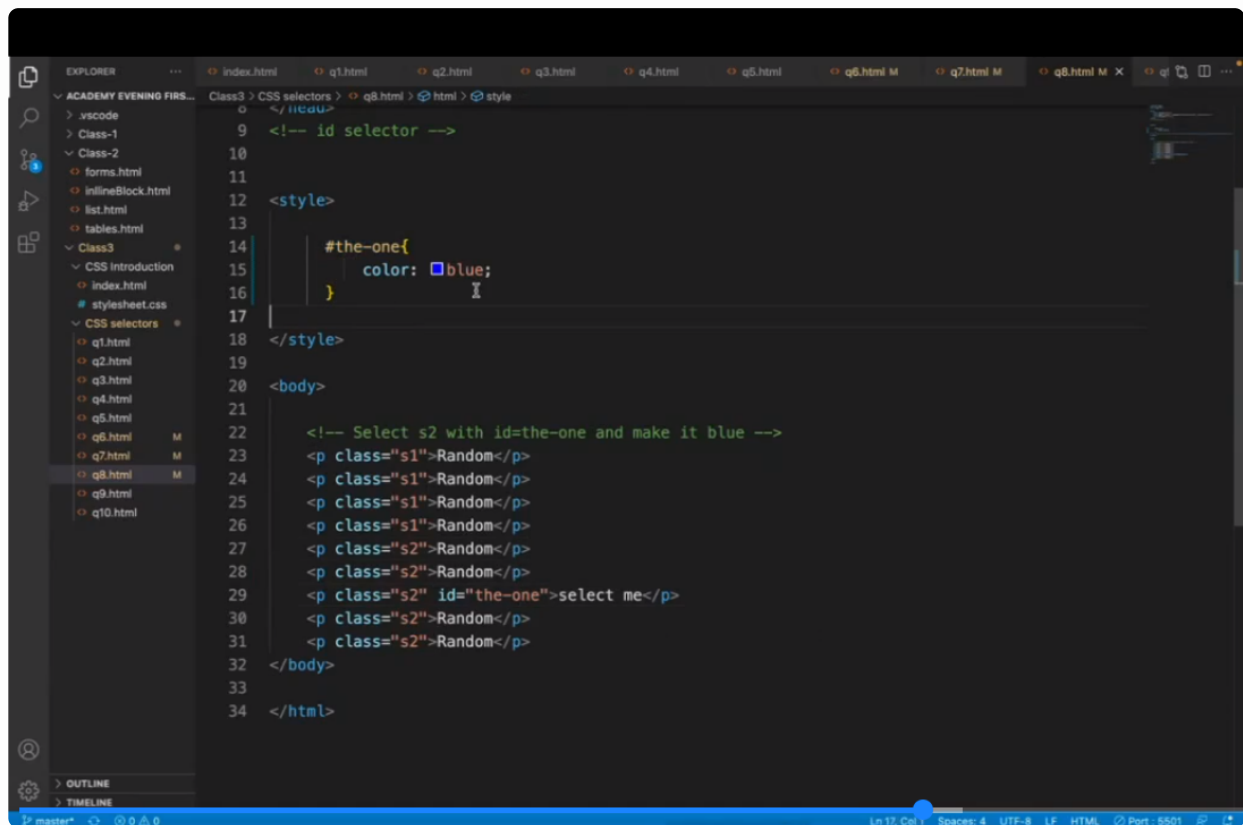 EXPLORER ··· index.html q1.html q2.html q3.html q4.html q5.html q6.html M q7.html M q8.html M
ACADEMY EVENING FIRS... Class3 > CSS selectors > q8.html > html > style
.vscode
Class-1
Class-2
forms.html
inlineBlock.html
list.html
tables.html
Class3
CSS Introduction
index.html
stylesheet.css
CSS selectors
q1.html
q2.html
q3.html
q4.html
q5.html
q6.html M
q7.html M
q8.html M
q9.html
q10.html
OUTLINE
TIMELINE
8 </head>
9 <!-- id selector -->
10
11
12 <style>
13
14 #the-one{
15 color: blue;
16 }
17
18 </style>
19
20 <body>
21
22 <!-- Select s2 with id=the-one and make it blue -->
23 <p class="s1">Random</p>
24 <p class="s1">Random</p>
25 <p class="s1">Random</p>
26 <p class="s1">Random</p>
27 <p class="s2">Random</p>
28 <p class="s2">Random</p>
29 <p class="s2" id="the-one">select me</p>
30 <p class="s2">Random</p>
31 <p class="s2">Random</p>
32 </body>
33
34 </html>
master* 0 0 Ln 17, Col Spaces: 4 UTF-8 LF HTML Port : 5501